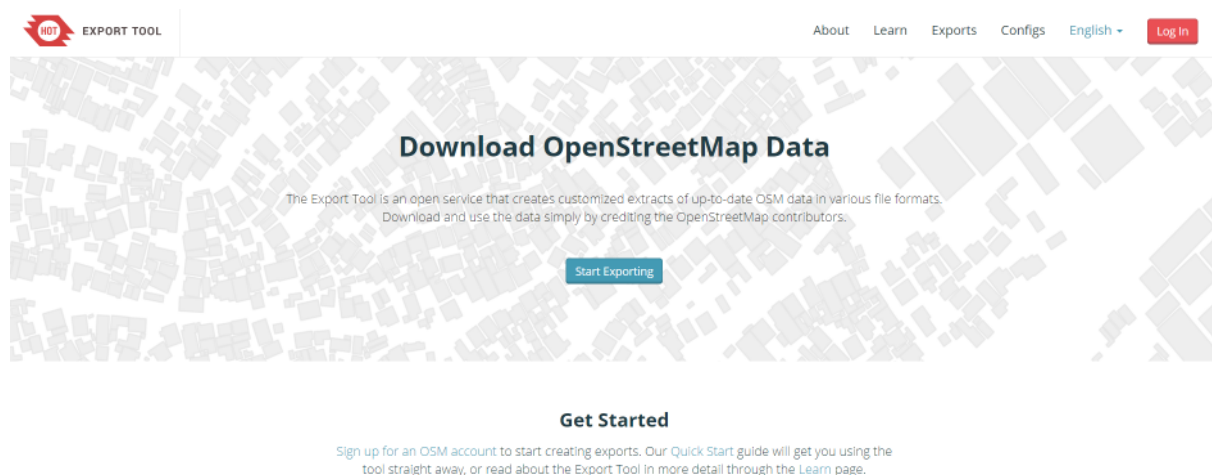 HOT EXPORT TOOL About Learn Exports Configs English Log In
Download OpenStreetMap Data
The Export Tool is an open service that creates customized extracts of up-to-date OSM data in various file formats.
Download and use the data simply by crediting the OpenStreetMap contributors.
Start Exporting
Get Started
Sign up for an OSM account to start creating exports. Our Quick Start guide will get you using the
tool straight away, or read about the Export Tool in more detail through the Learn page.